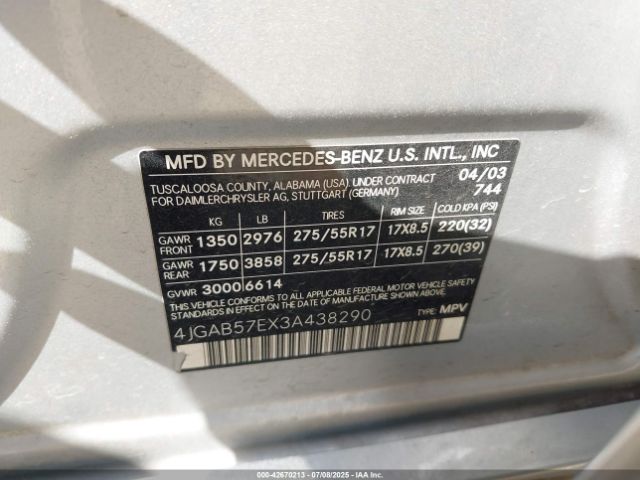 MFD BY MERCEDES-BENZ U.S. INTL., INC
TUSCALOOSA COUNTY, ALABAMA (USA). UNDER CONTRACT 04/03
FOR DAIMLERCHRYSLER AG, STUTTGART (GERMANY) 744
KG LB TIRES RIM SIZE COLD KPA (PSI)
GAWR FRONT 1350 2976 275/55R17 17X8.5 220(32)
GAWR REAR 1750 3858 275/55R17 17X8.5 270(39)
GVWR 3000 6614
THIS VEHICLE CONFORMS TO ALL APPLICABLE FEDERAL MOTOR VEHICLE SAFETY
STANDARDS IN EFFECT ON THE DATE OF MANUFACTURE SHOWN ABOVE.
4JGAB57EX3A438290 TYPE: MPV
000-42670213 - 07/08/2025 - IAAI.COM